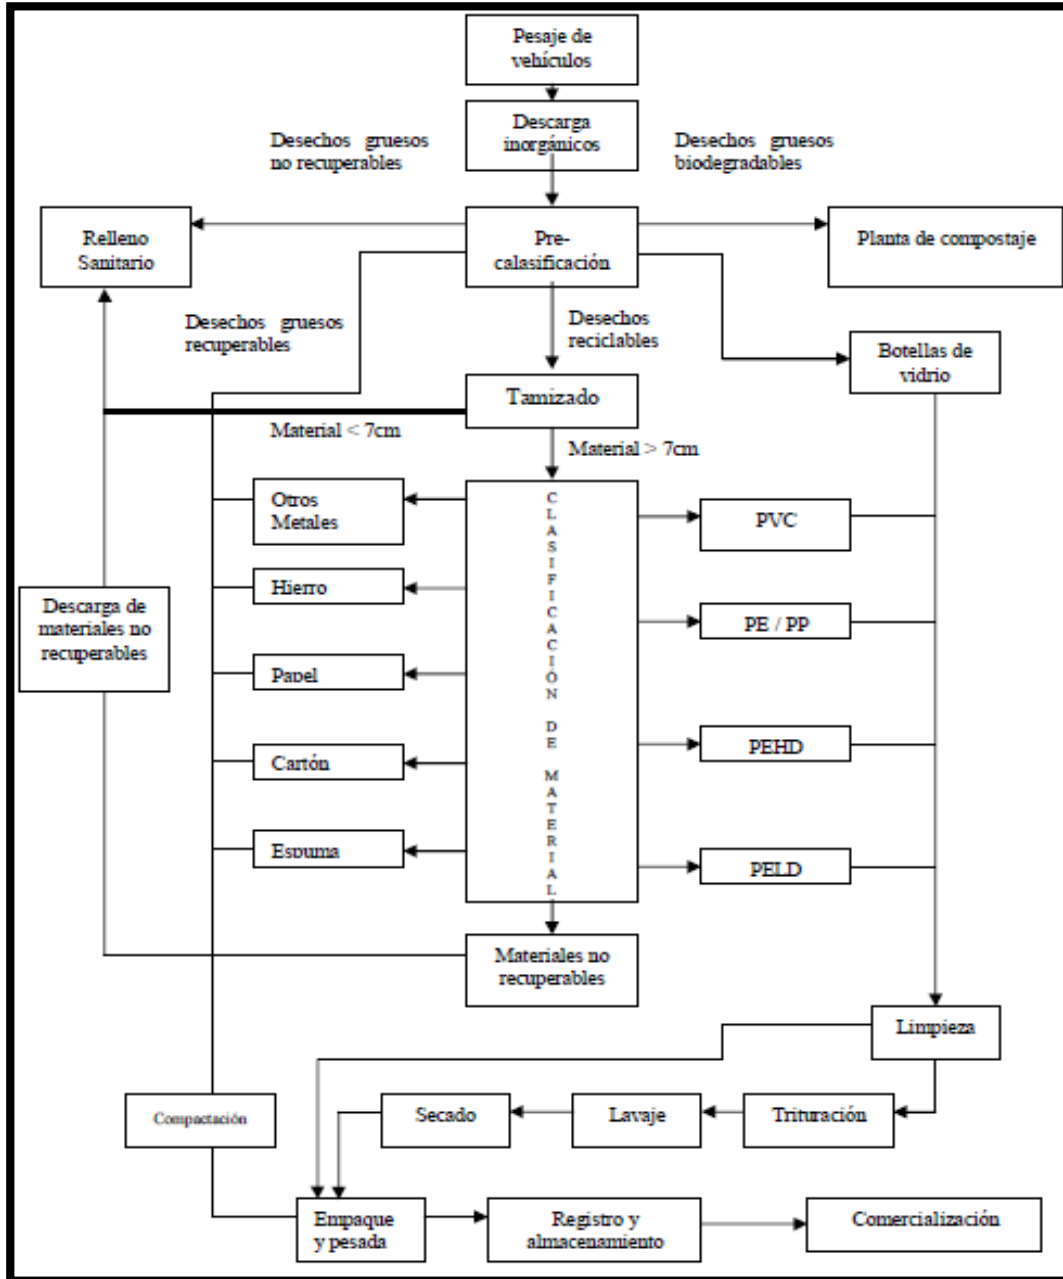 Pesaje de
vehículos
Descarga
inorgánicos
Desechos gruesos
no recuperables
Desechos gruesos
biodegradables
Relleno
Sanitario
Pre-
calasificación
Planta de compostaje
Desechos gruesos
recuperables
Desechos
reciclables
Botellas de
vidrio
Tamizado
Material < 7cm
Material > 7cm
Otros
Metales
Hierro
Papel
Cartón
Espuma
CLASIFICACIÓN DE MATERIAL
PVC
PE / PP
PEHD
PELD
Descarga de
materiales no
recuperables
Materiales no
recuperables
Limpieza
Compactación
Secado
Lavaje
Trituración
Empaque
y pesada
Registro y
almacenamiento
Comercialización